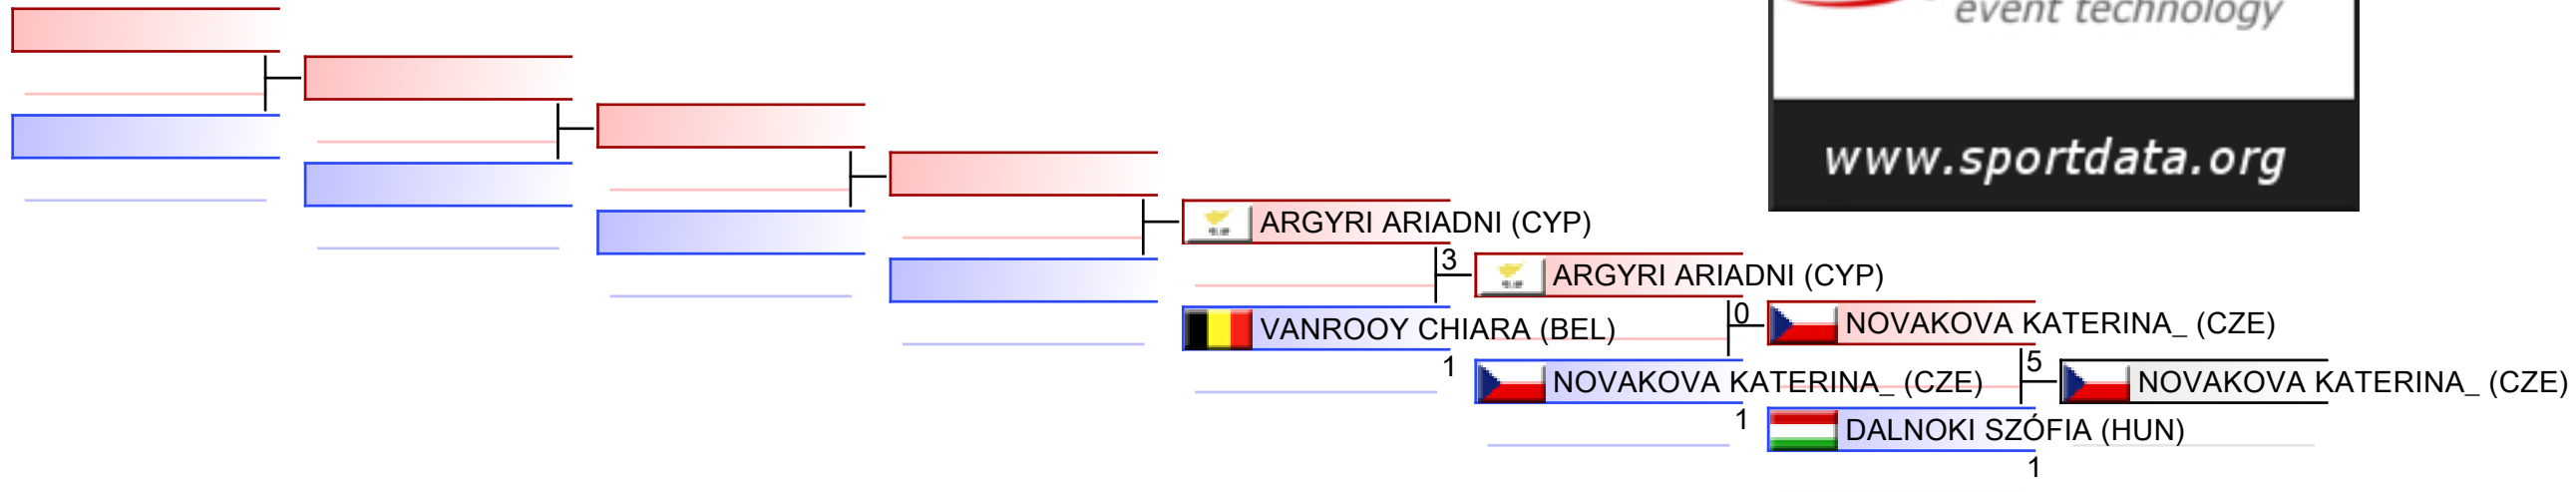 event technology
www.sportdata.org
ARGYRI ARIADNI (CYP)
3
ARGYRI ARIADNI (CYP)
0
VANROOY CHIARA (BEL)
1
NOVAKOVA KATERINA_ (CZE)
5
NOVAKOVA KATERINA_ (CZE)
1
NOVAKOVA KATERINA_ (CZE)
DALNOKI SZÓFIA (HUN)
1